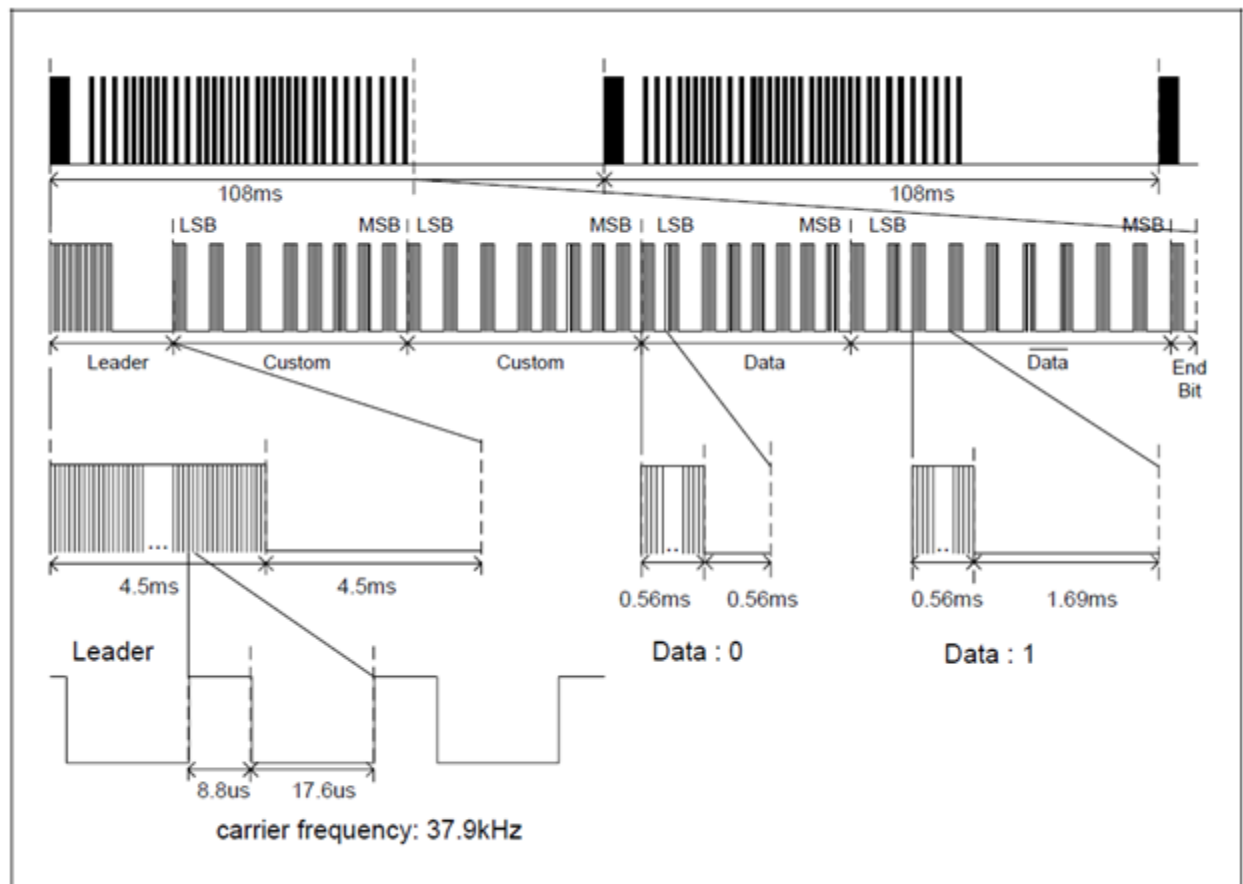 108ms 108ms
LSB MSB LSB MSB LSB MSB LSB MSB
Leader Custom Custom Data Data End
Bit
... .. ..
4.5ms 4.5ms 0.56ms 0.56ms 0.56ms 1.69ms
Leader Data : 0 Data : 1
8.8us 17.6us
carrier frequency: 37.9kHz